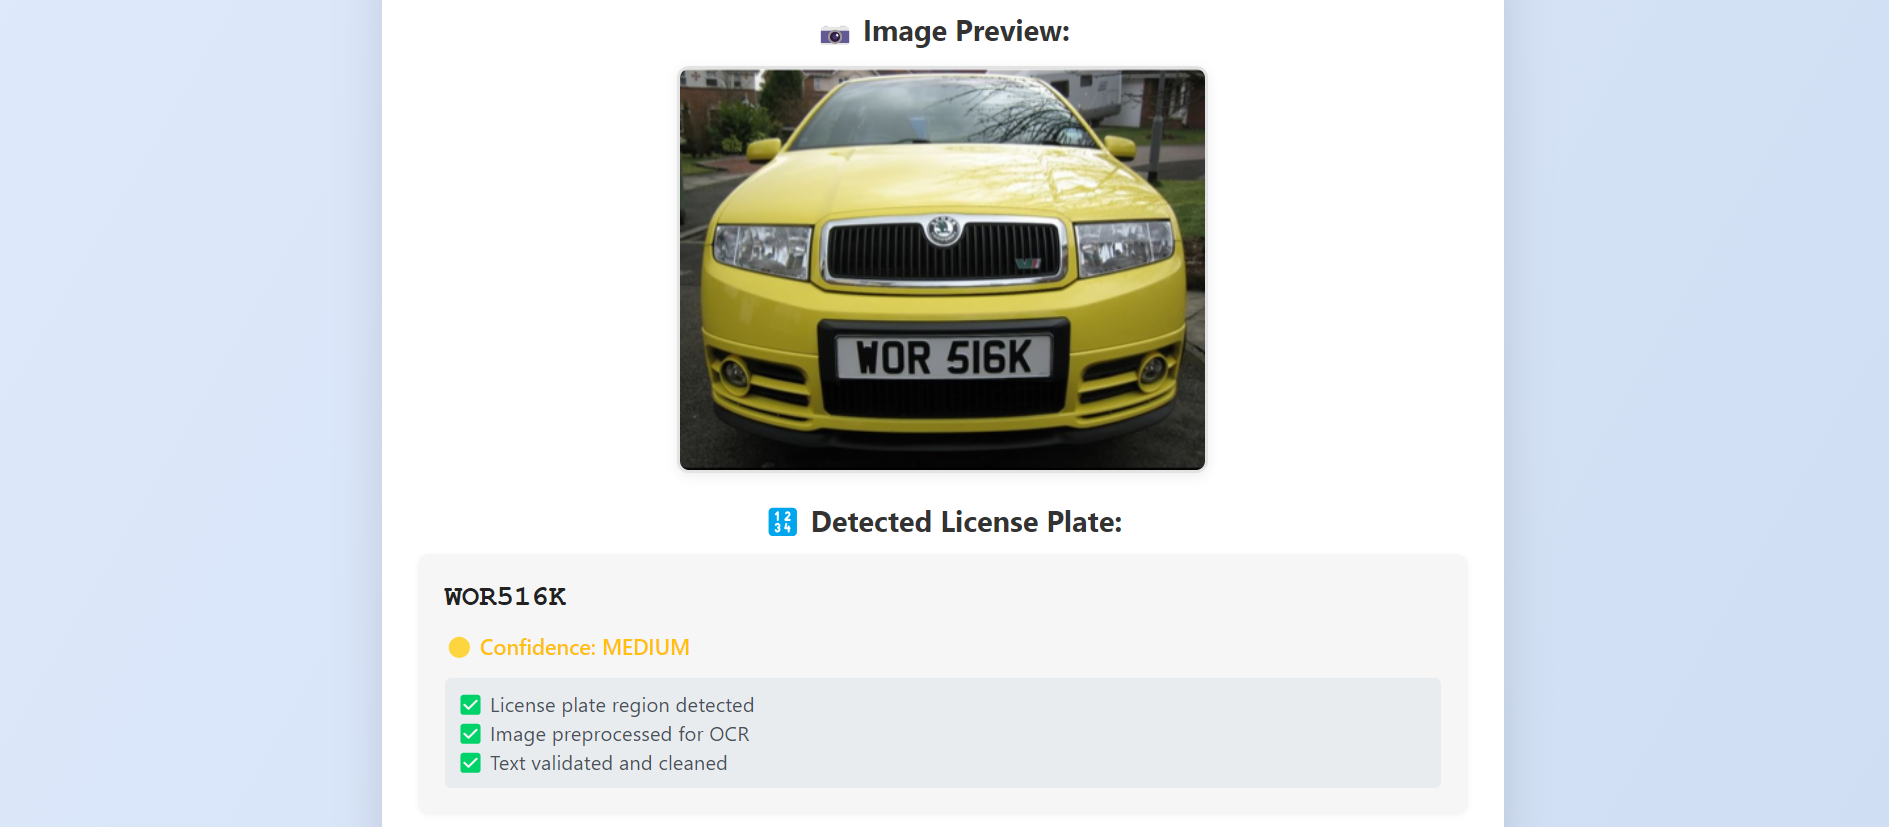 Image Preview:
WOR 516K
Detected License Plate:
WOR516K
Confidence: MEDIUM
License plate region detected
Image preprocessed for OCR
Text validated and cleaned